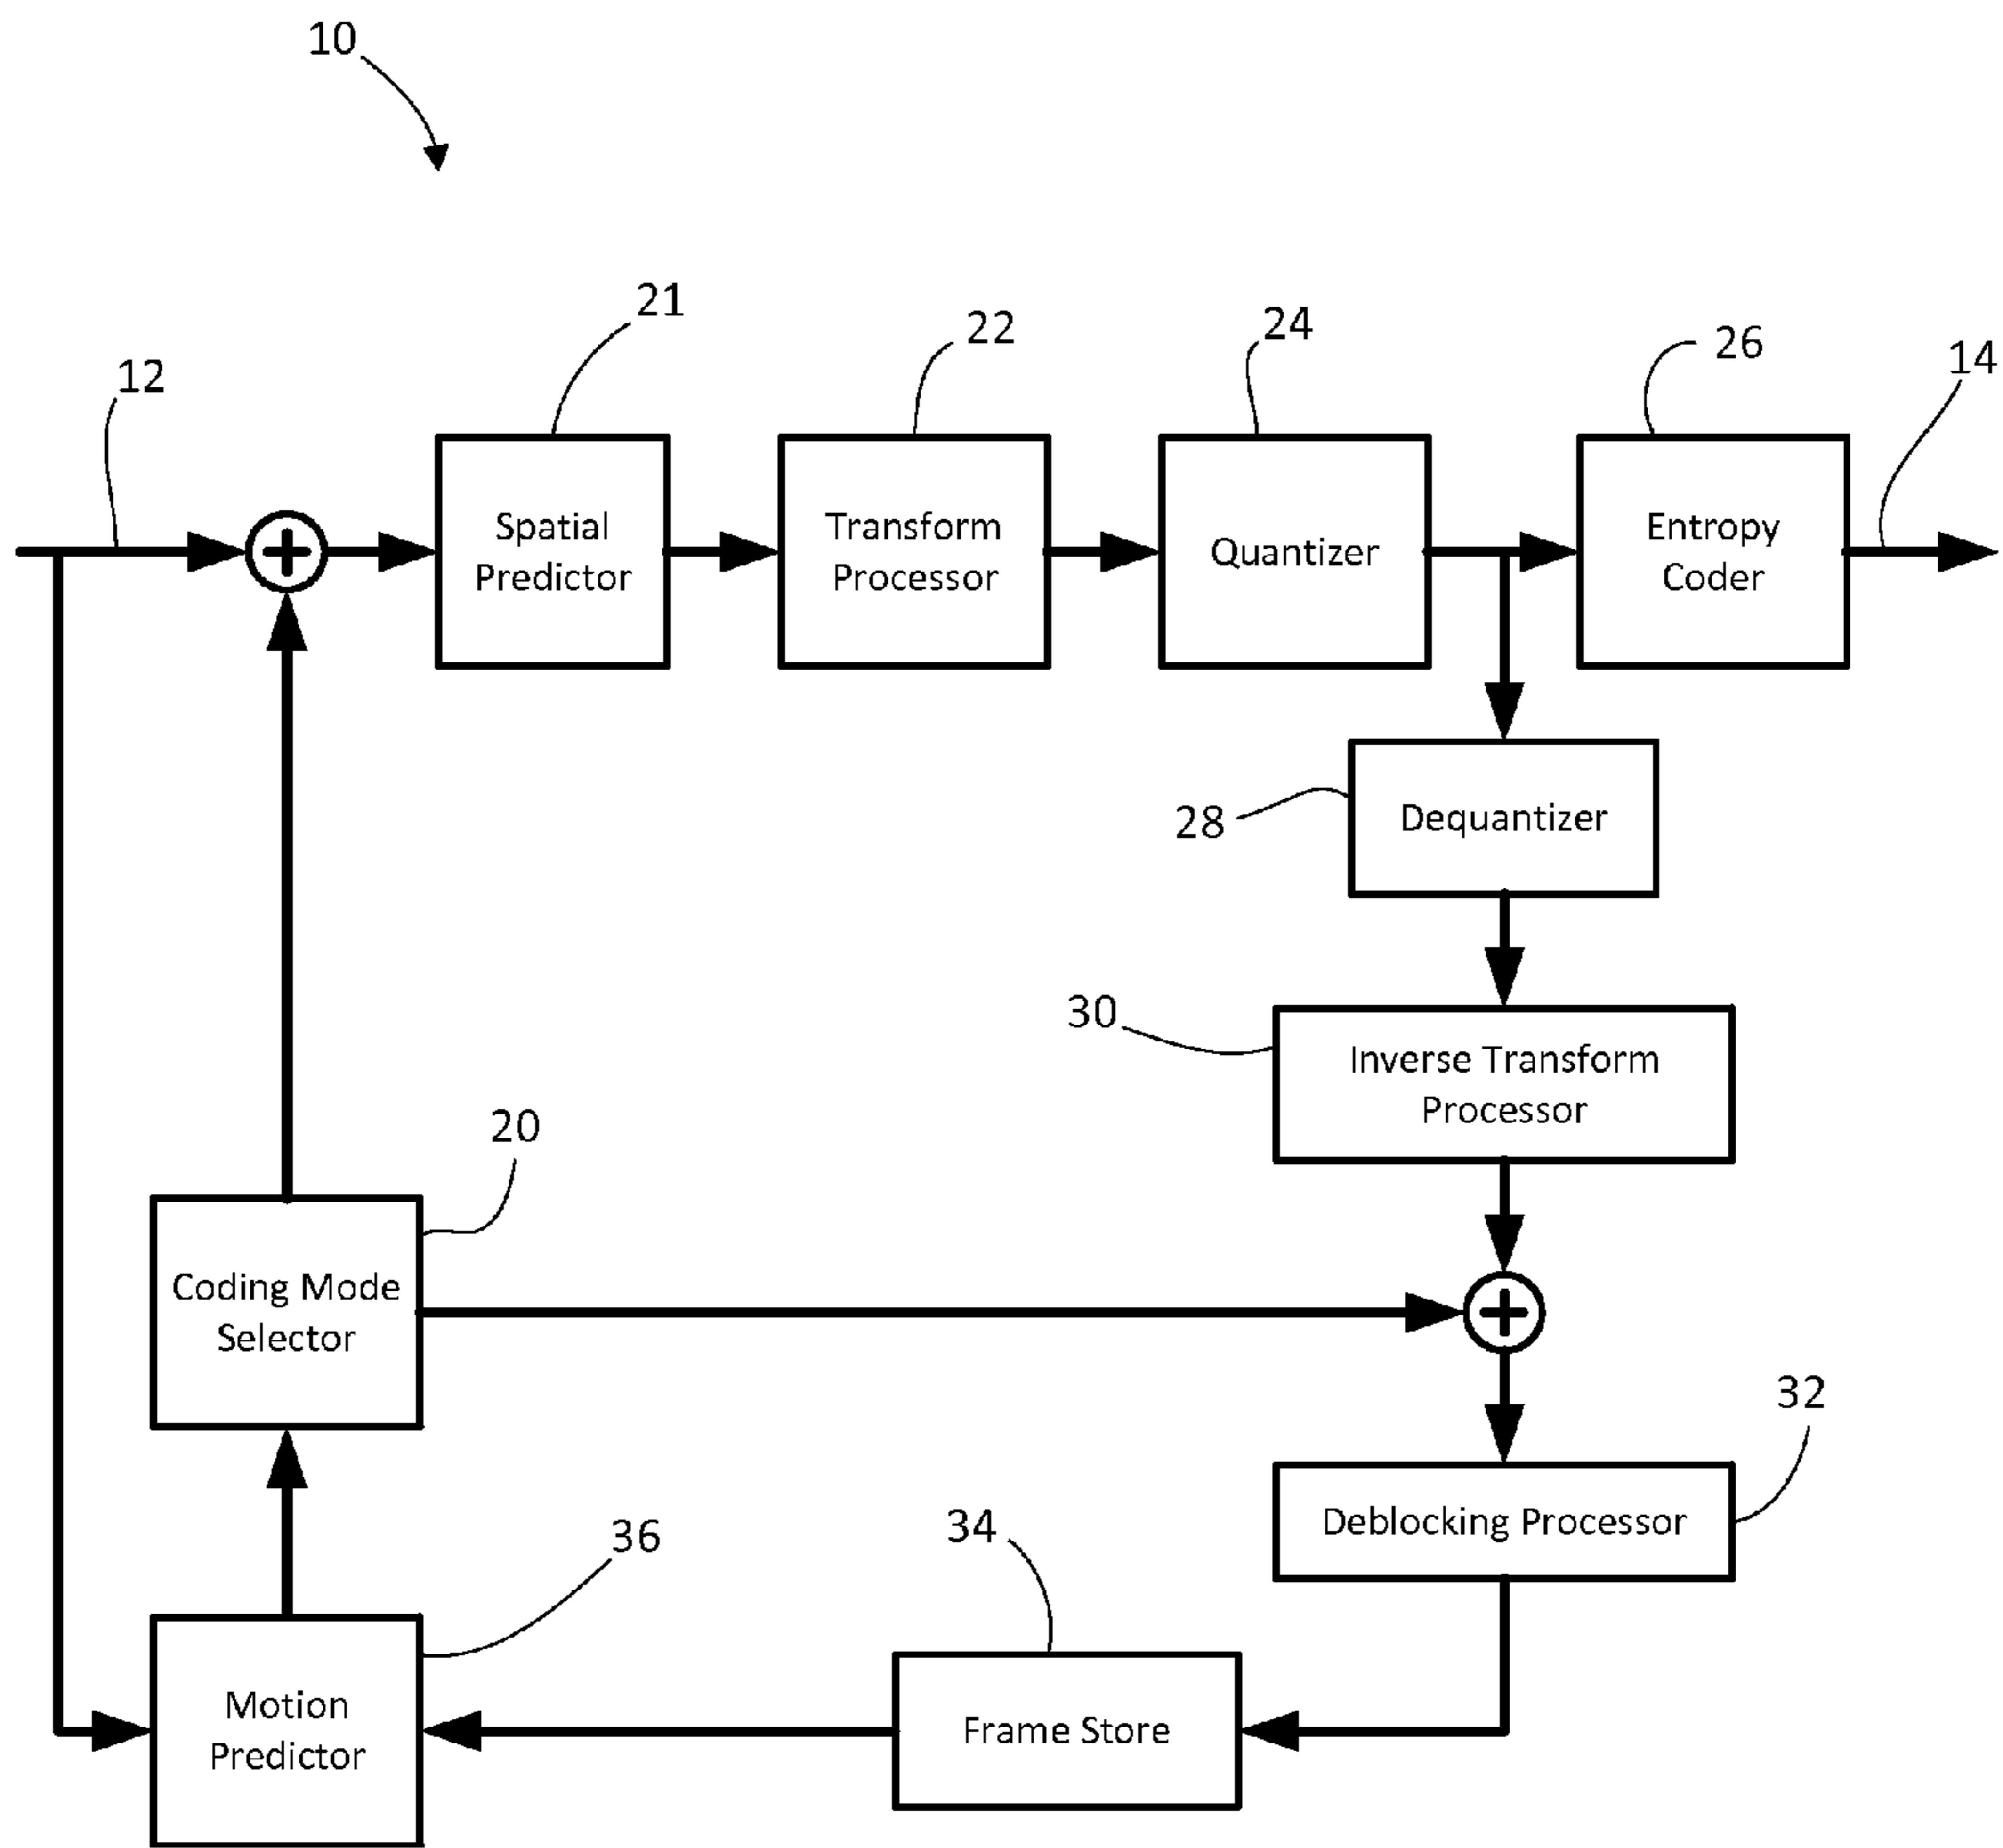 10
21
22
24
26
14
12
Spatial
Predictor
Transform
Processor
Quantizer
Entropy
Coder
28
Dequantizer
30
Inverse Transform
Processor
20
Coding Mode
Selector
32
36
34
Deblocking Processor
Motion
Predictor
Frame Store